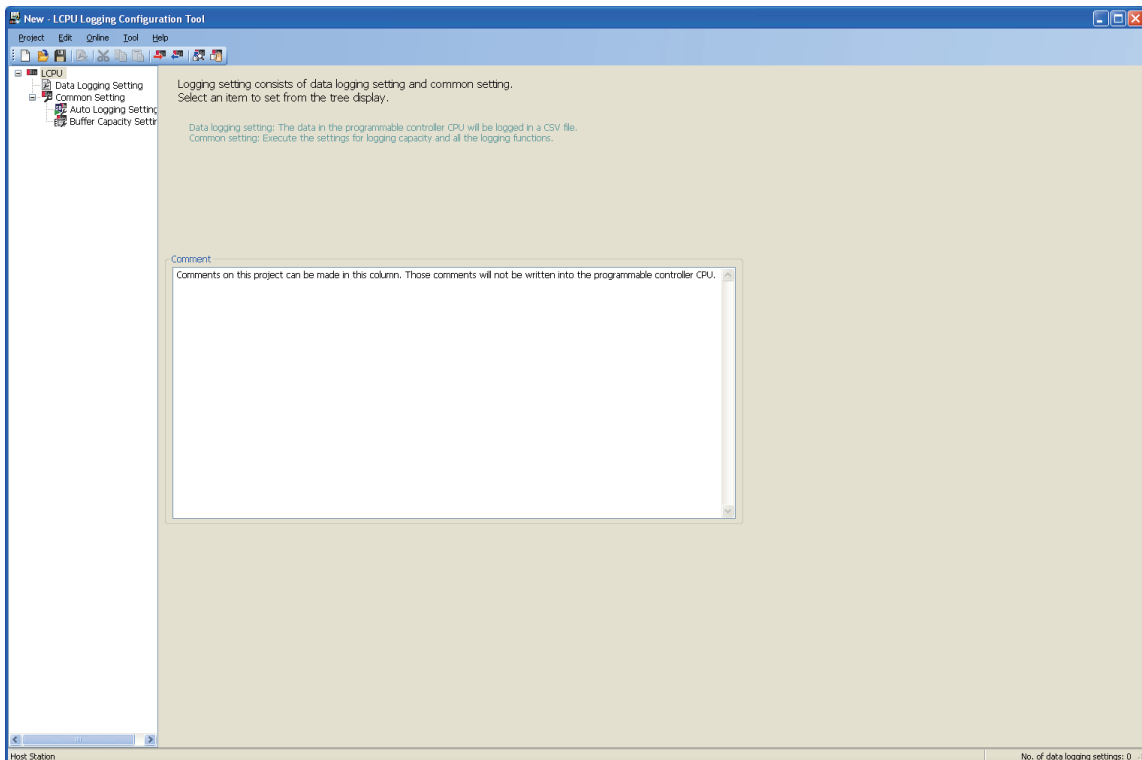 New - LCPU Logging Configuration Tool
Project Edit Online Tool Help
LCPU
Data Logging Setting
Common Setting
Auto Logging Setting
Buffer Capacity Settir
Logging setting consists of data logging setting and common setting.
Select an item to set from the tree display.
Data logging setting: The data in the programmable controller CPU will be logged in a CSV file.
Common setting: Execute the settings for logging capacity and all the logging functions.
Comment
Comments on this project can be made in this column. Those comments will not be written into the programmable controller CPU.
Host Station
No. of data logging settings: 0